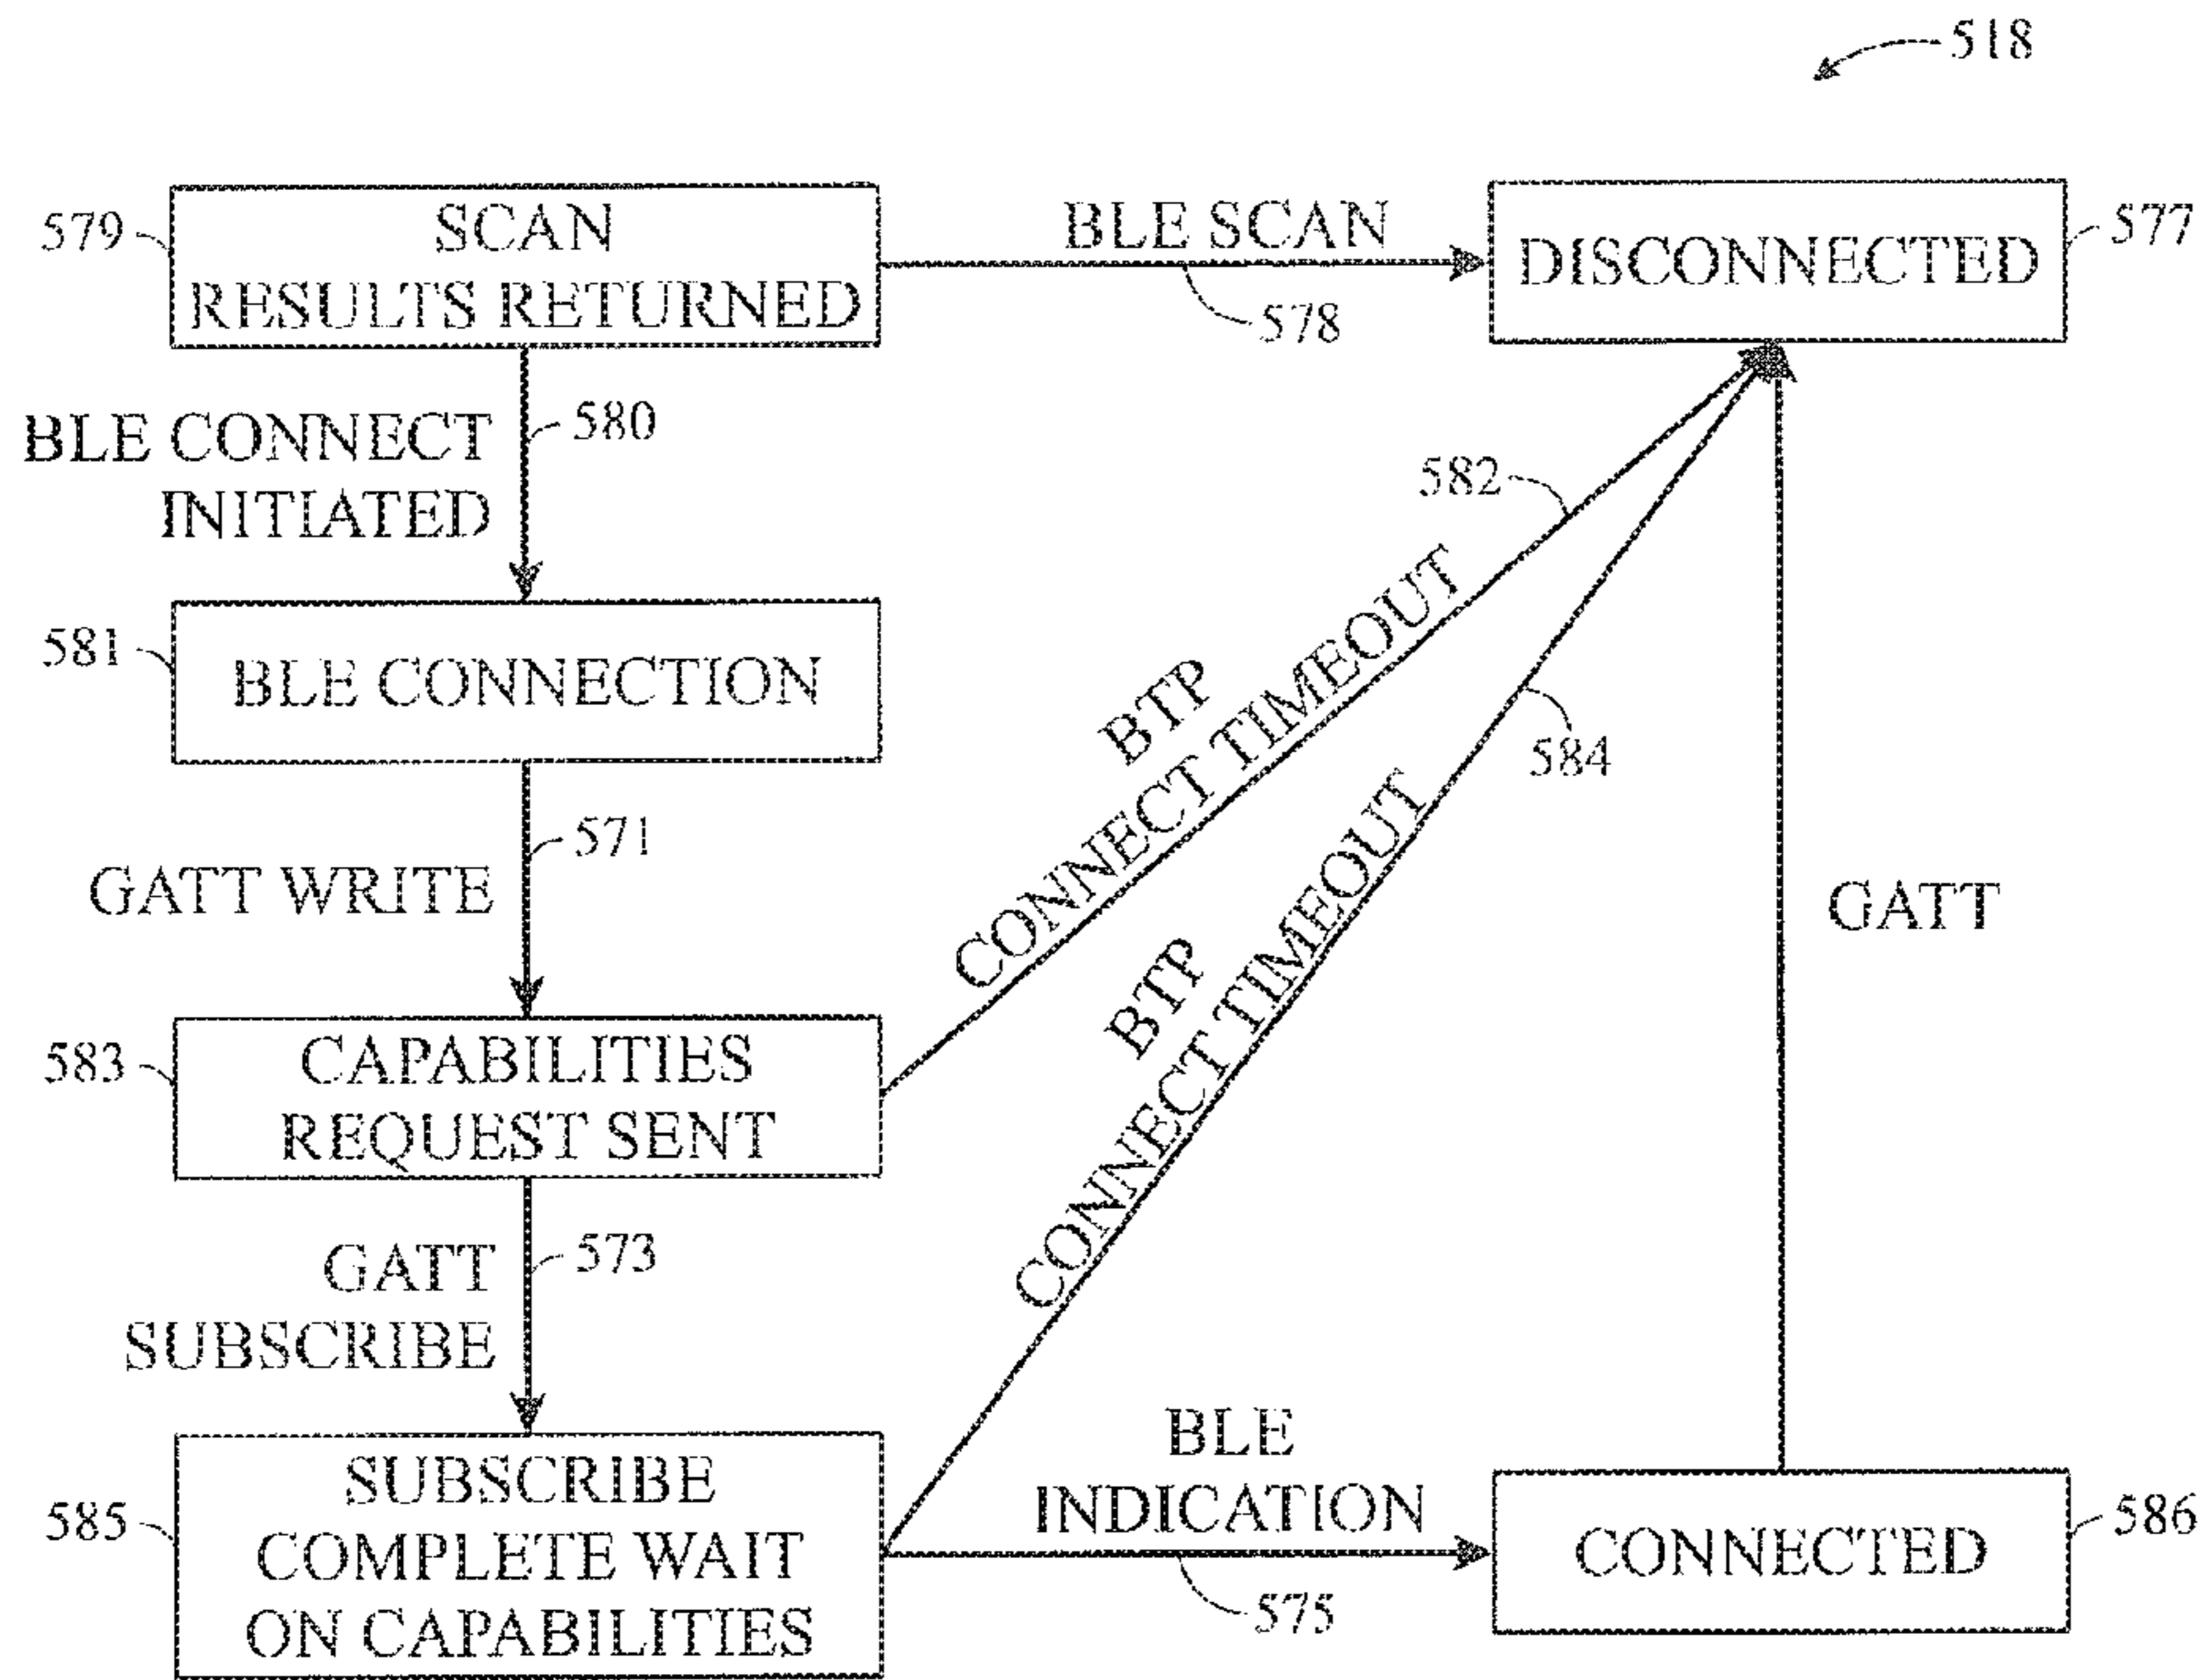 518
579
SCAN
RESULTS RETURNED
BLE SCAN
578
DISCONNECTED
577
BLE CONNECT
INITIATED
580
582
581
BLE CONNECTION
BTP
CONNECT TIMEOUT
584
571
GATT WRITE
GATT
583
CAPABILITIES
REQUEST SENT
BTP
CONNECT TIMEOUT
573
GATT
SUBSCRIBE
585
SUBSCRIBE
COMPLETE WAIT
ON CAPABILITIES
BLE
INDICATION
575
CONNECTED
586